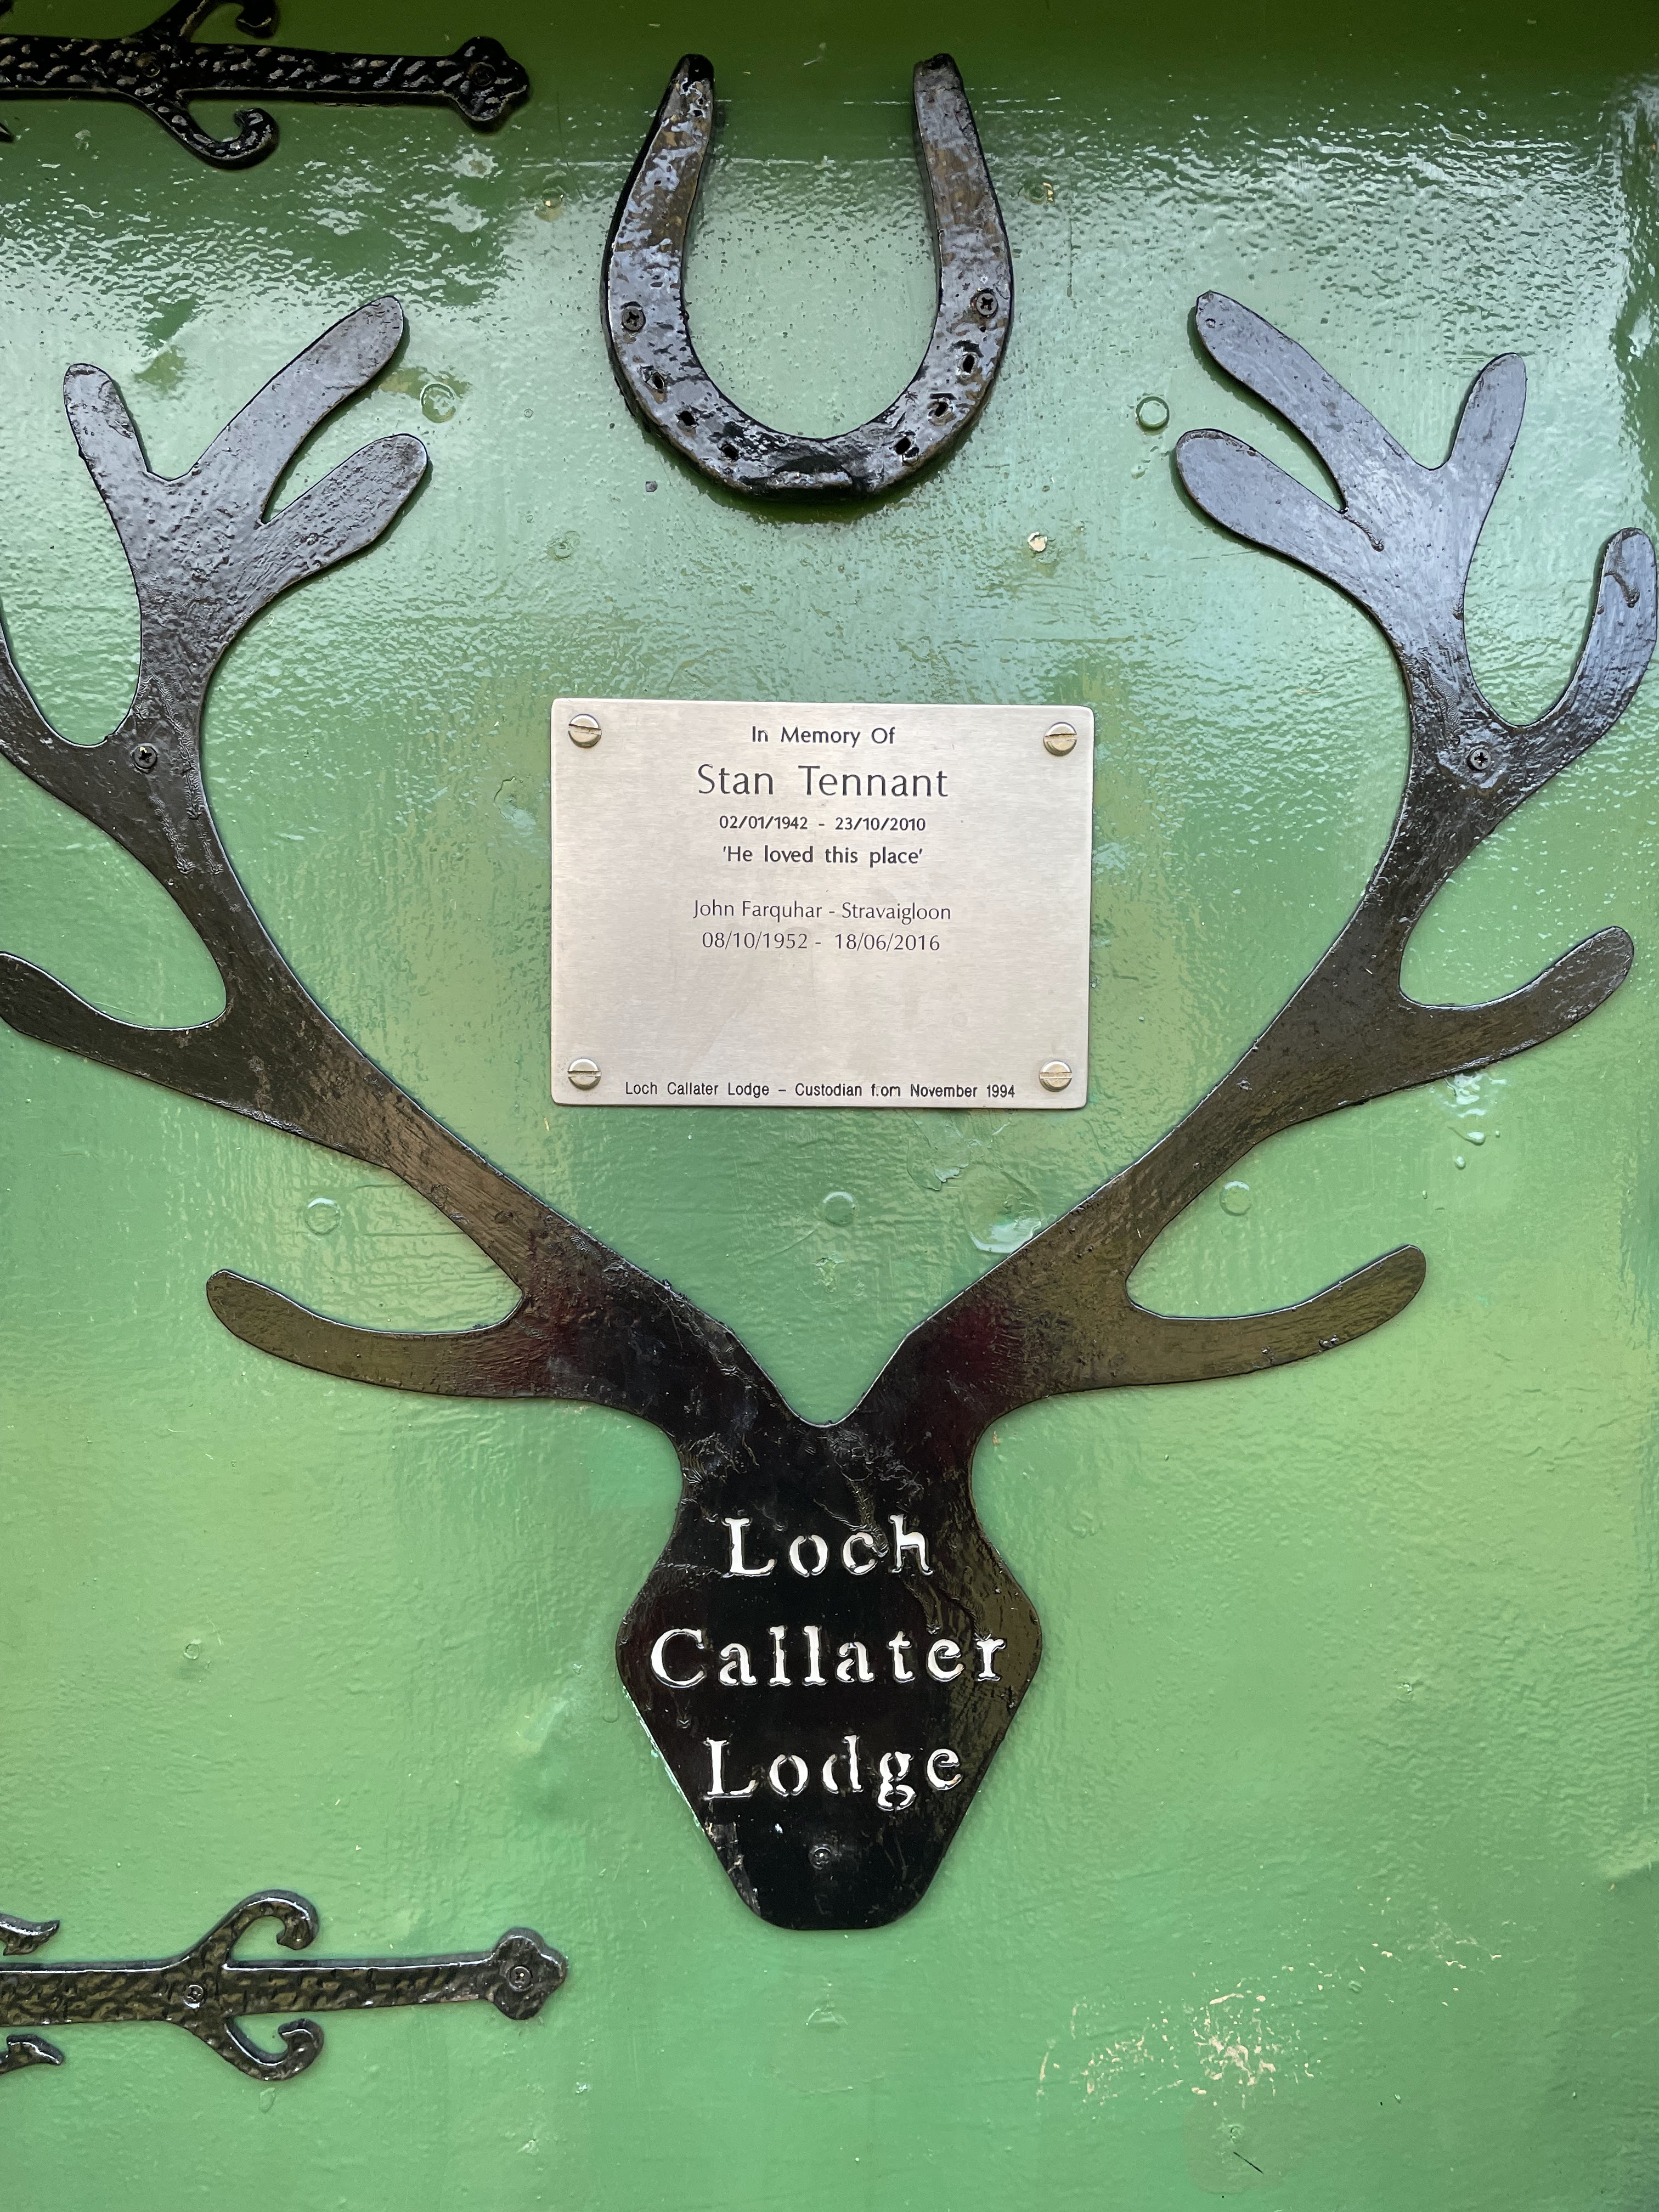 In Memory Of
Stan Tennant
02/01/1942 - 23/10/2010
'He loved this place'
John Farquhar - Stravaigloon
08/10/1952 - 18/06/2016
Loch Callater Lodge – Custodian from November 1994
Loch
Callater
Lodge